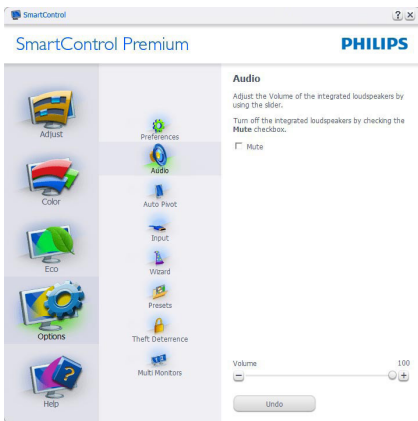 SmartControl
? ×
SmartControl Premium
PHILIPS
Adjust
Color
Eco
Options
Help
Preferences
Audio
Auto Pivot
Input
Wizard
Presets
Theft Deterrence
Multi Monitors
Audio
Adjust the Volume of the integrated loudspeakers by
using the slider.
Turn off the integrated loudspeakers by checking the
Mute checkbox.
Mute
Volume 100
Undo